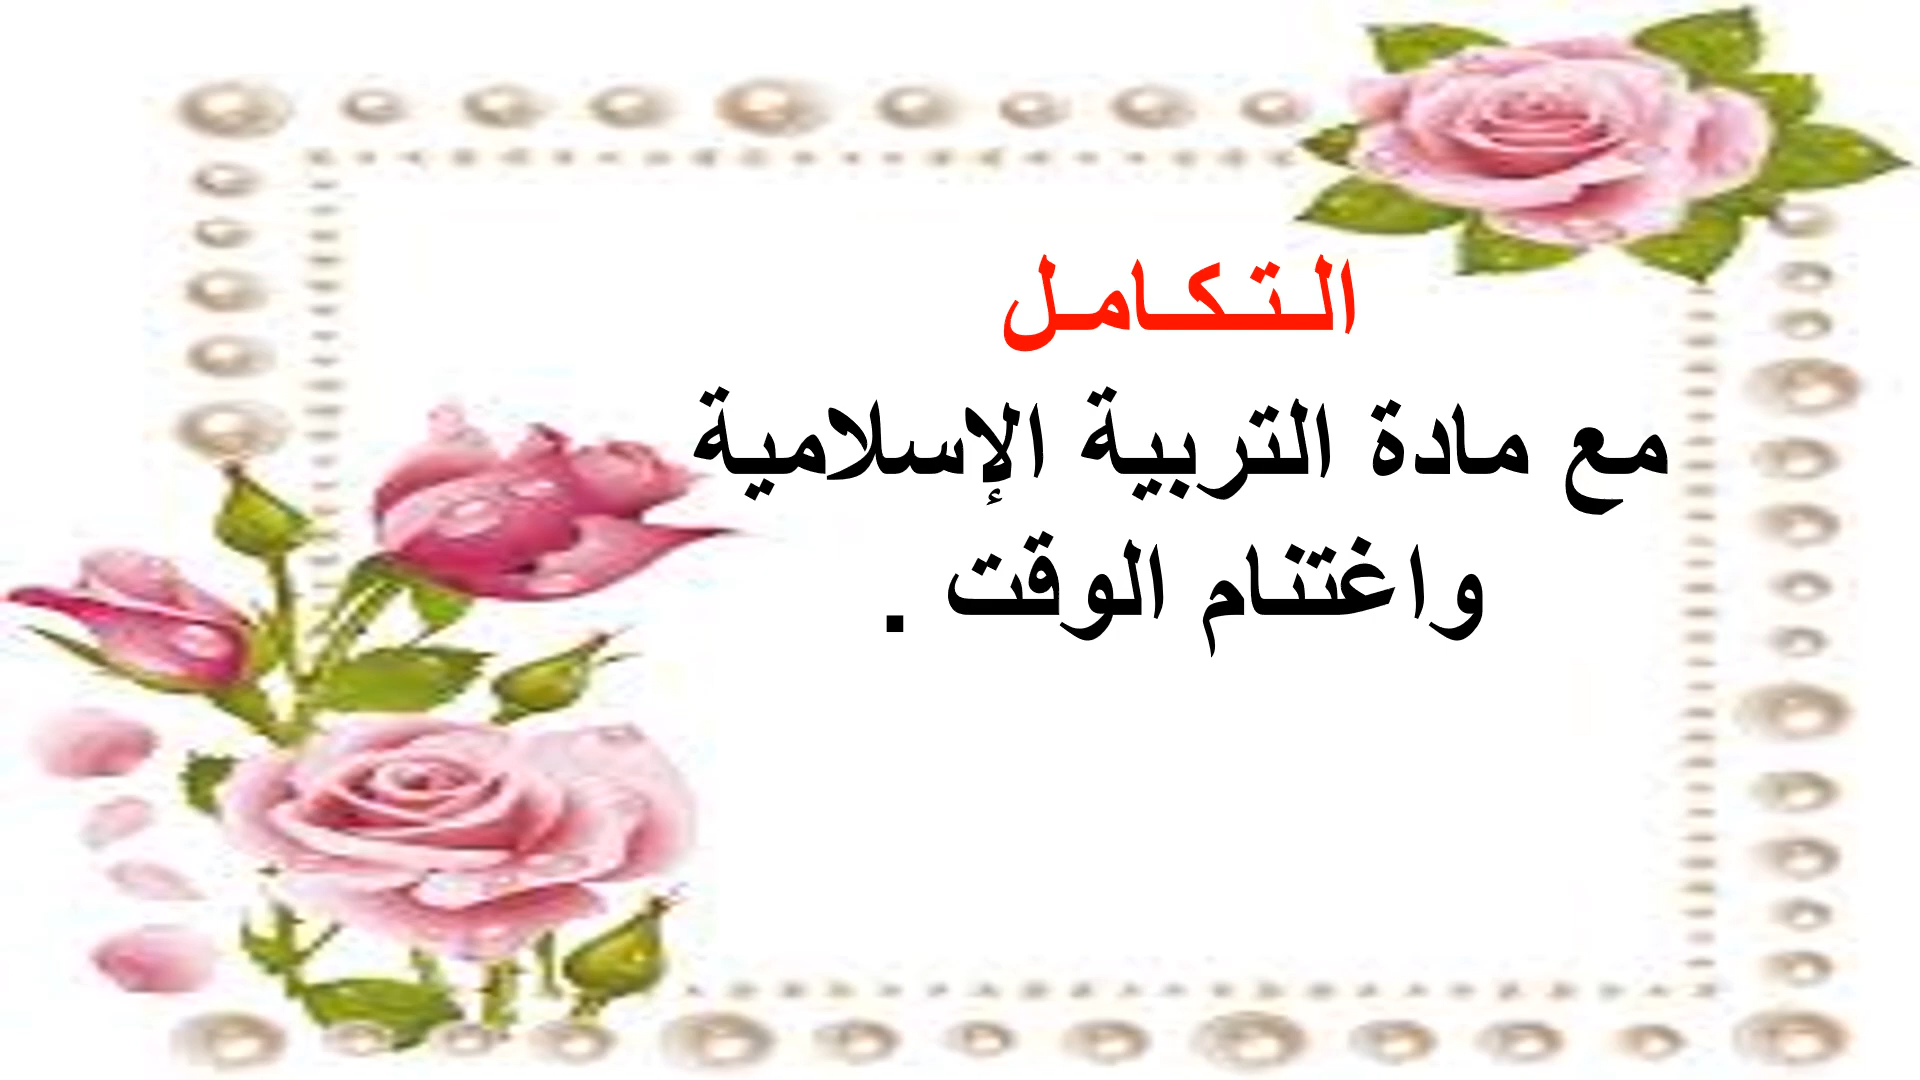 الـتـكـامـل
مع مادة التربية الإسلامية
واغتنام الوقت .